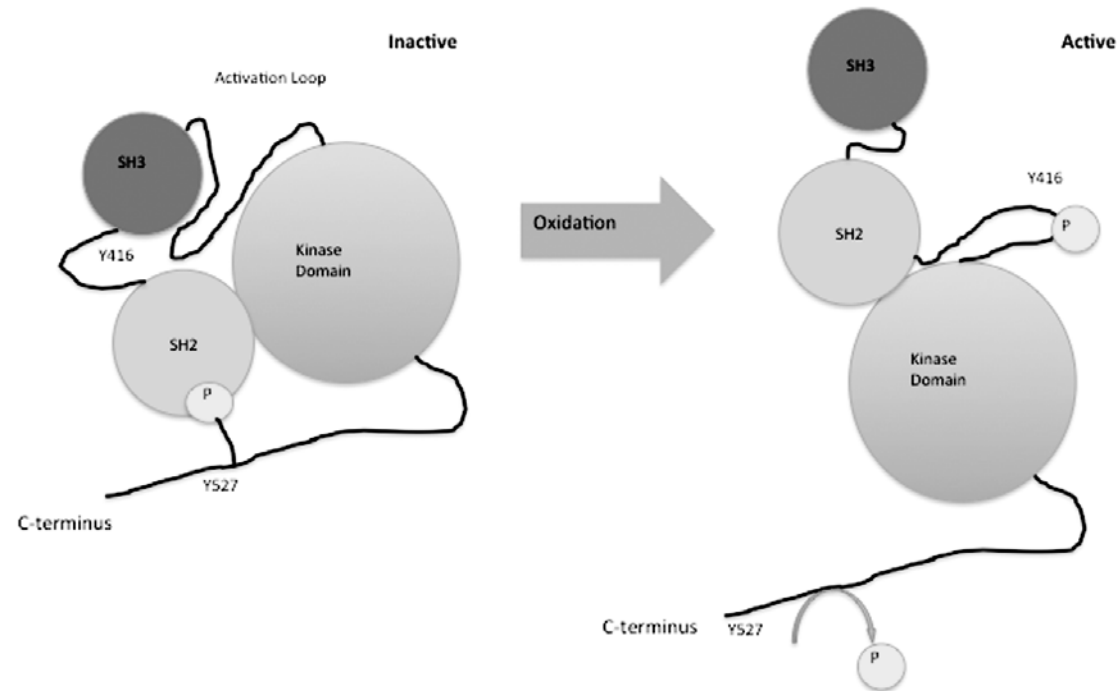 Inactive
Activation Loop
SH3
Y416
Kinase
Domain
SH2
P
Y527
C-terminus
Oxidation
Active
SH3
Y416
P
SH2
Kinase
Domain
C-terminus
Y527
P